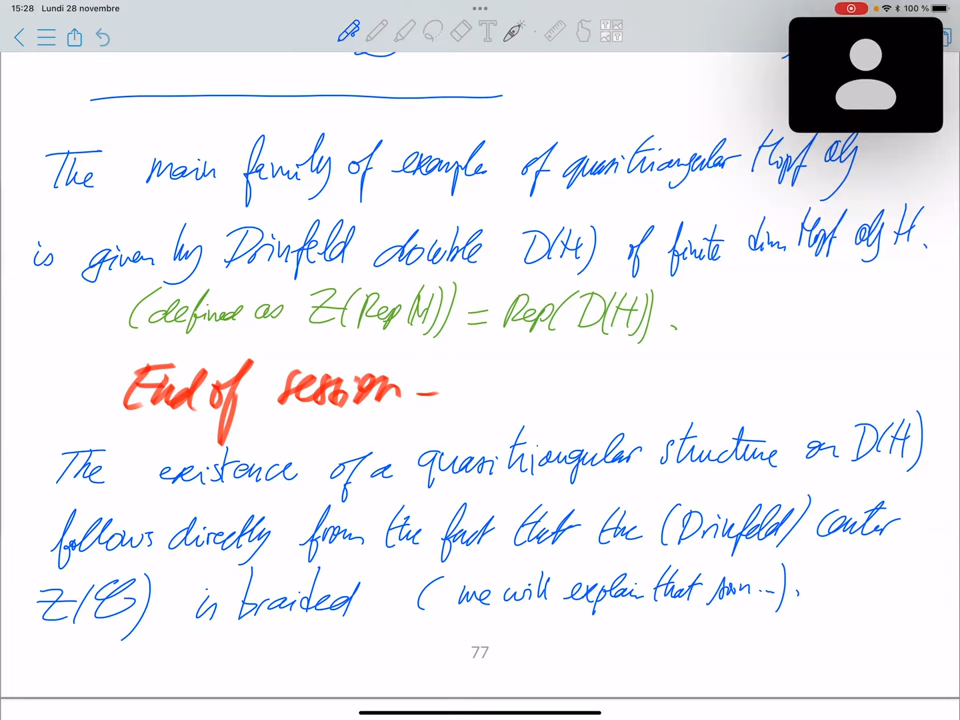 15:28 Lundi 28 novembre
100 %
The main family of example of quasitriangular Hopf alg
is given by Drinfeld double D(H) of finite dim Hopf alg H.
(defined as Z(Rep(H)) = Rep(D(H)).
End of session –
The existence of a quasitriangular structure on D(H)
follows directly from the fact that the (Drinfeld) center
Z(C) is braided (we will explain that soon...).
77